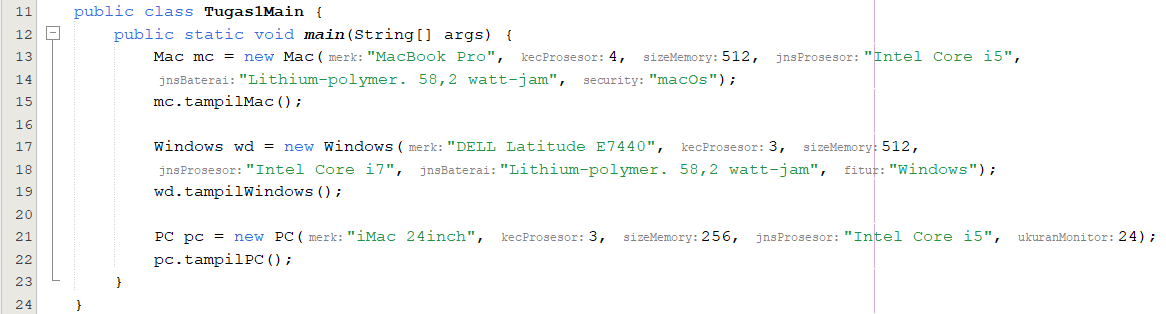 11 public class Tugas1Main {
12 public static void main(String[] args) {
13 Mac mc = new Mac( merk: "MacBook Pro", kecProsesor: 4, sizeMemory: 512, jnsProsesor: "Intel Core i5",
14 jnsBaterai: "Lithium-polymer. 58,2 watt-jam", security: "macOs");
15 mc.tampilMac();
16
17 Windows wd = new Windows( merk: "DELL Latitude E7440", kecProsesor: 3, sizeMemory: 512,
18 jnsProsesor: "Intel Core i7", jnsBaterai: "Lithium-polymer. 58,2 watt-jam", fitur: "Windows");
19 wd.tampilWindows();
20
21 PC pc = new PC( merk: "iMac 24inch", kecProsesor: 3, sizeMemory: 256, jnsProsesor: "Intel Core i5", ukuranMonitor: 24);
22 pc.tampilPC();
23 }
24 }